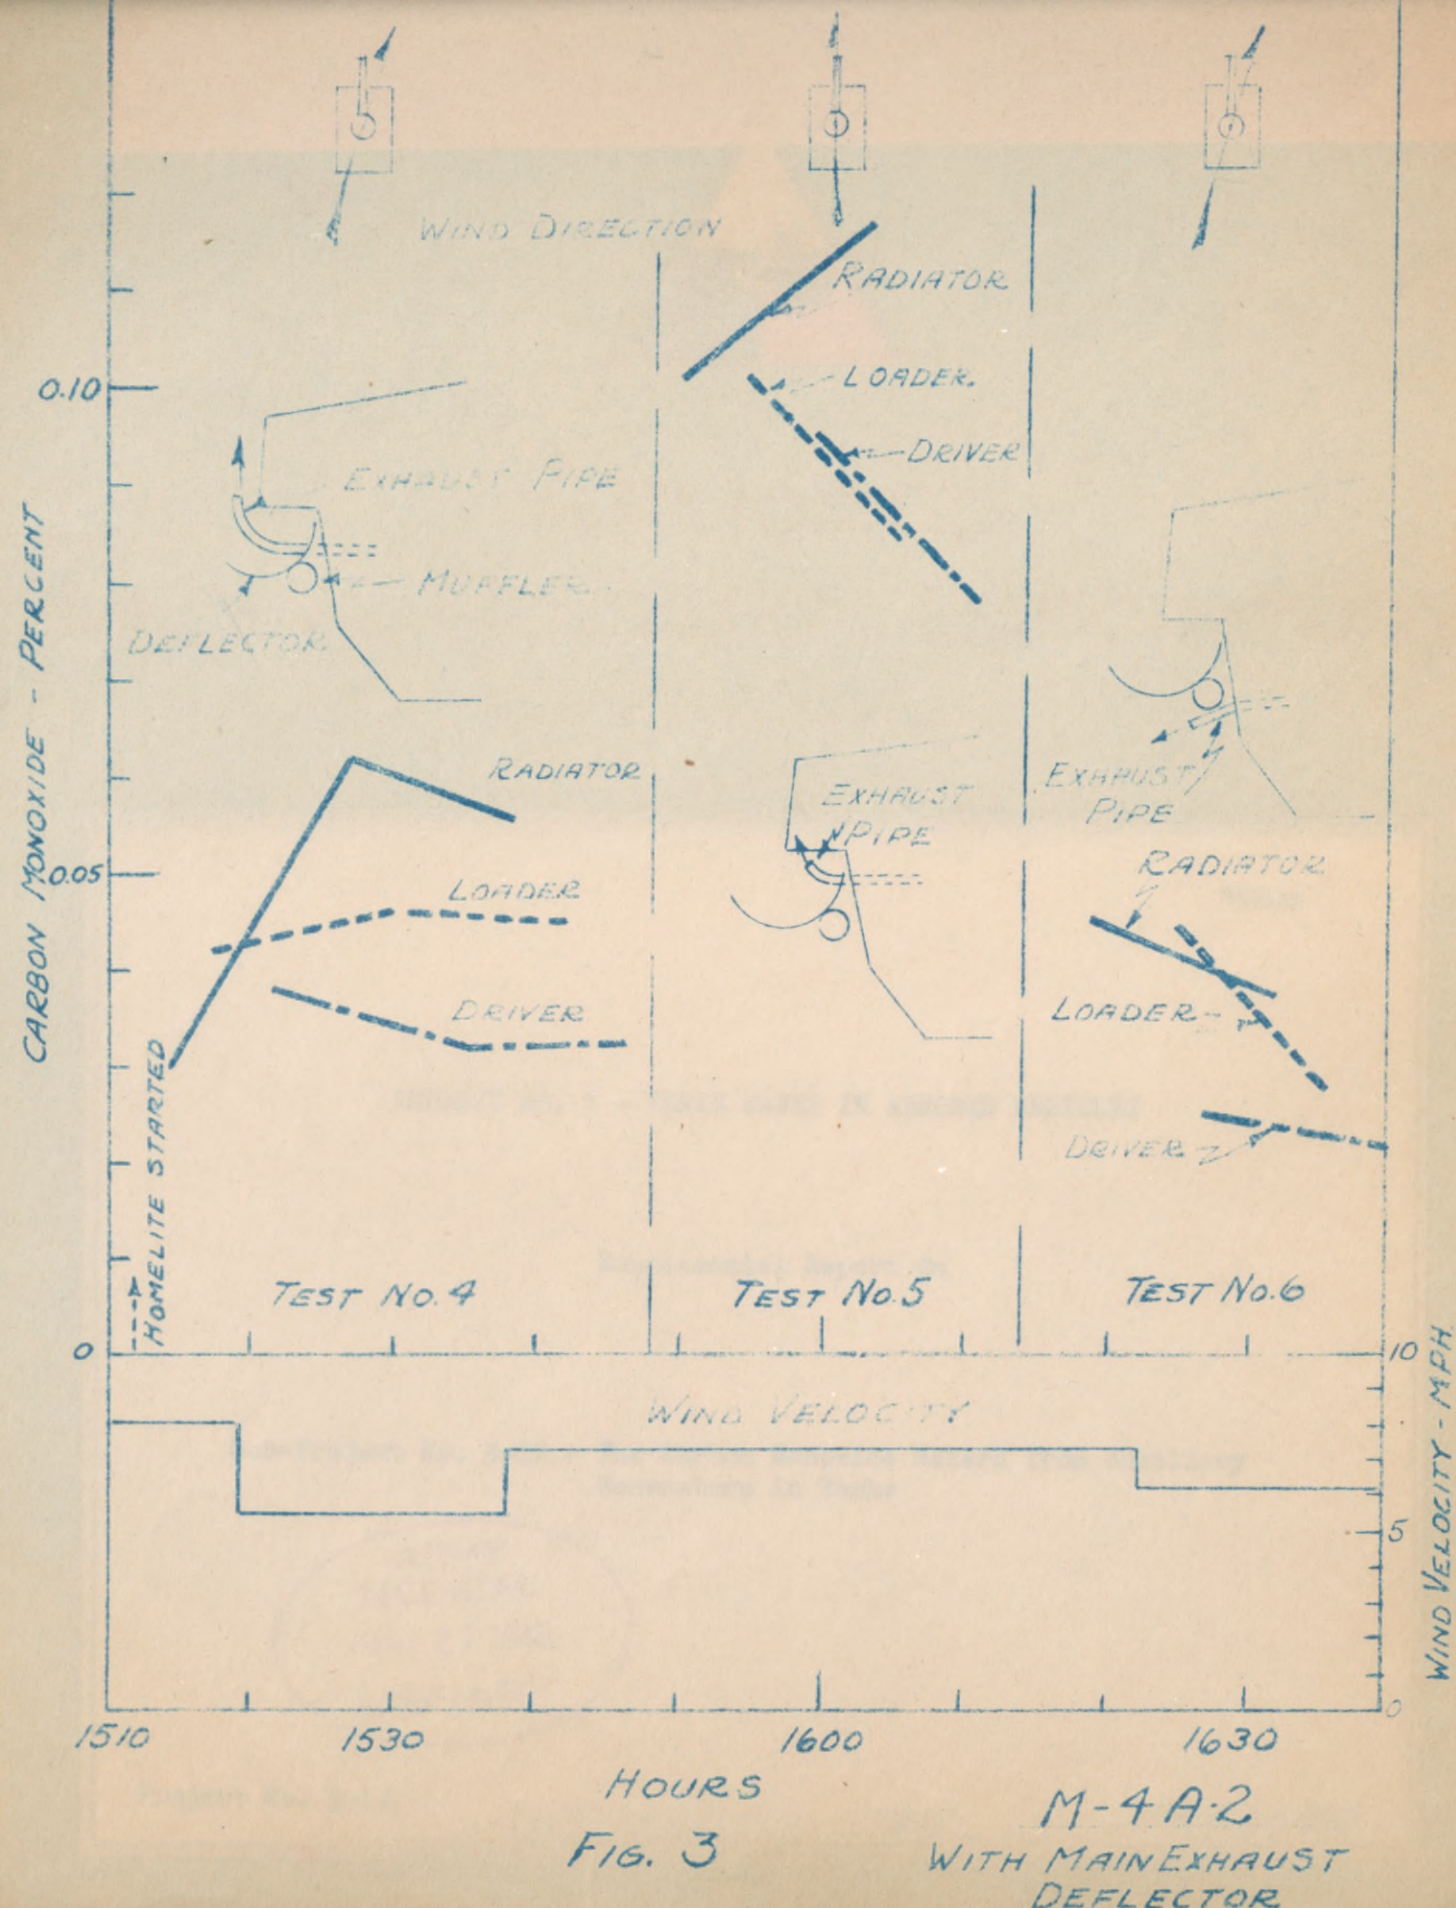 WIND DIRECTION
RADIATOR
0.10
LOADER.
DRIVER
EXHAUST PIPE
MUFFLER
DEFLECTOR
CARBON MONOXIDE - PERCENT
RADIATOR
EXHAUST
PIPE
EXHAUST
PIPE
RADIATOR
0.05
LOADER
DRIVER
LOADER
DRIVER
HOMELITE STARTED
TEST NO. 4
TEST NO. 5
TEST NO. 6
0
10
WIND VELOCITY
5
WIND VELOCITY - MPH.
0
1510
1530
1600
1630
HOURS
FIG. 3
M-4A-2
WITH MAIN EXHAUST
DEFLECTOR